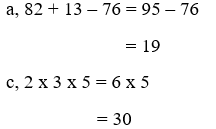 a, 82 + 13 – 76 = 95 – 76
= 19
c, 2 x 3 x 5 = 6 x 5
= 30